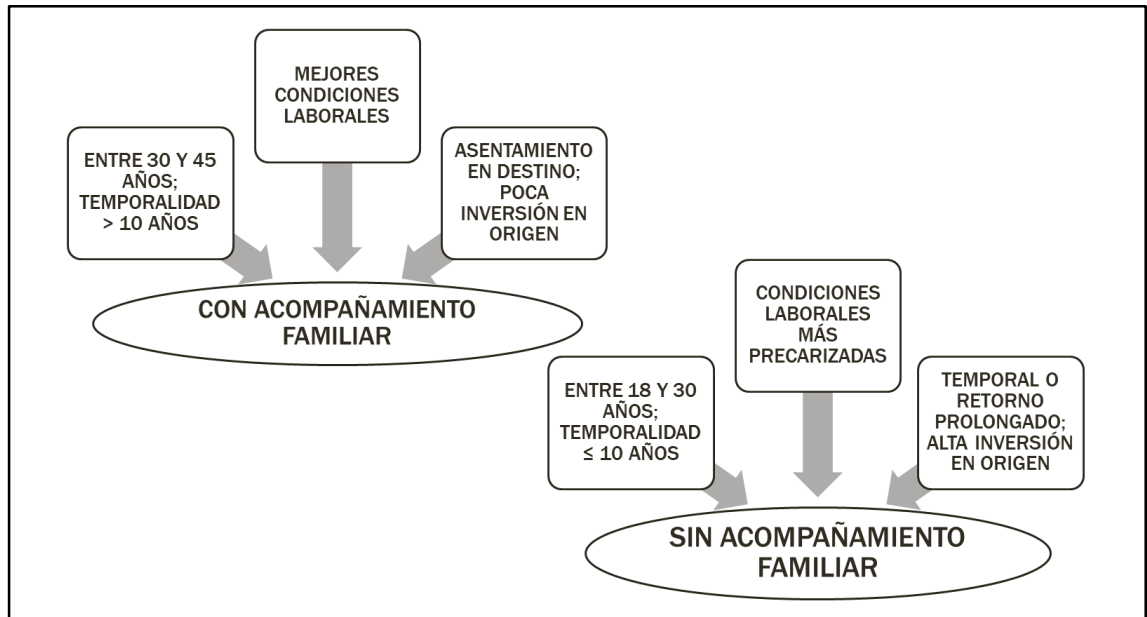 MEJORES
CONDICIONES
LABORALES
ENTRE 30 Y 45
AÑOS;
TEMPORALIDAD
> 10 AÑOS
ASENTAMIENTO
EN DESTINO;
POCA
INVERSIÓN EN
ORIGEN
CON ACOMPAÑAMIENTO
FAMILIAR
CONDICIONES
LABORALES
MÁS
PRECARIZADAS
ENTRE 18 Y 30
AÑOS;
TEMPORALIDAD
≤ 10 AÑOS
TEMPORAL O
RETORNO
PROLONGADO;
ALTA INVERSIÓN
EN ORIGEN
SIN ACOMPAÑAMIENTO
FAMILIAR